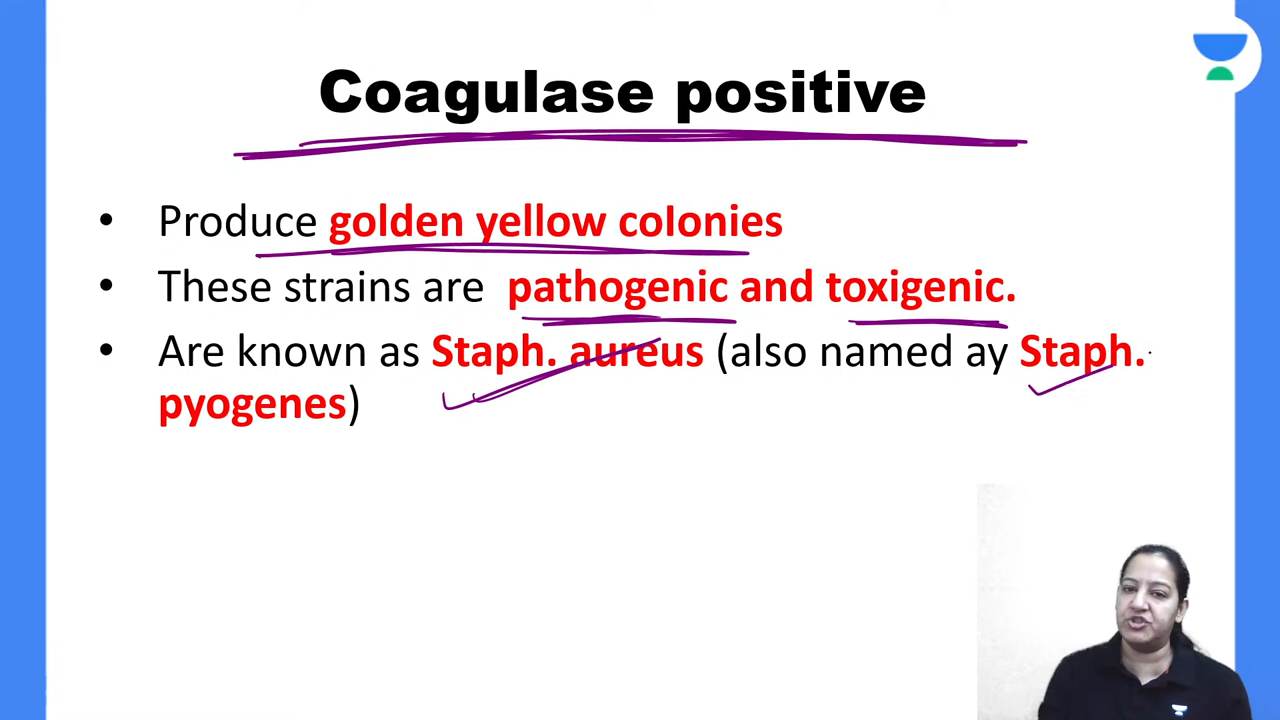 Coagulase positive
• Produce golden yellow colonies
• These strains are pathogenic and toxigenic.
• Are known as Staph. aureus (also named ay Staph.
pyogenes)